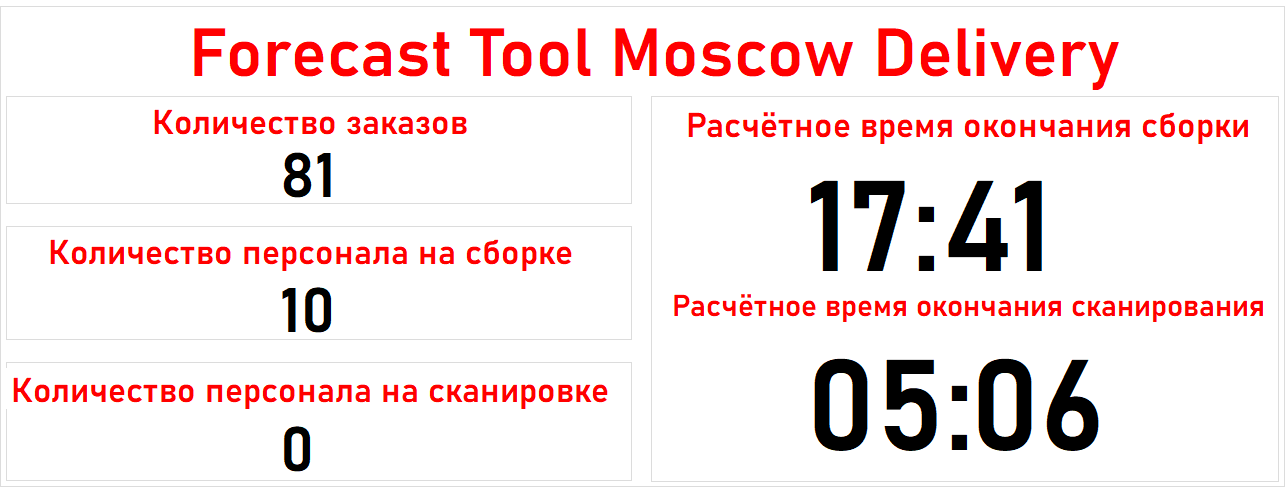 Forecast Tool Moscow Delivery
Количество заказов
81
Количество персонала на сборке
10
Количество персонала на сканировке
0
Расчётное время окончания сборки
17:41
Расчётное время окончания сканирования
05:06